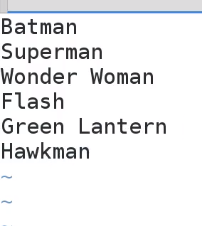 Batman
Superman
Wonder Woman
Flash
Green Lantern
Hawkman
~
~
~